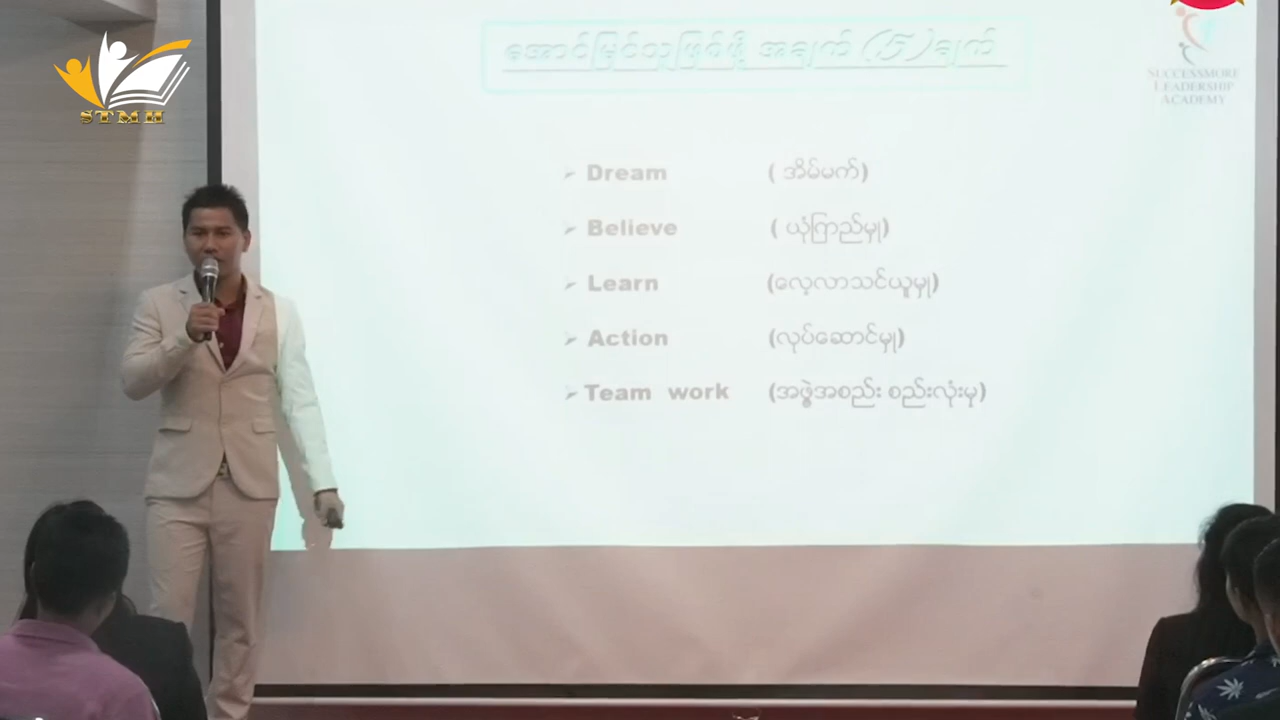 STMH
အောင်မြင်သူဖြစ်ဖို့ အချက် (5)ချက်
SUCCESSMORE
LEADERSHIP
ACADEMY
➢ Dream ( အိမ်မက်)
➢ Believe ( ယုံကြည်မှု)
➢ Learn (လေ့လာသင်ယူမှု)
➢ Action (လုပ်ဆောင်မှု)
➢ Team work (အဖွဲ့အစည်း စည်းလုံးမှု)